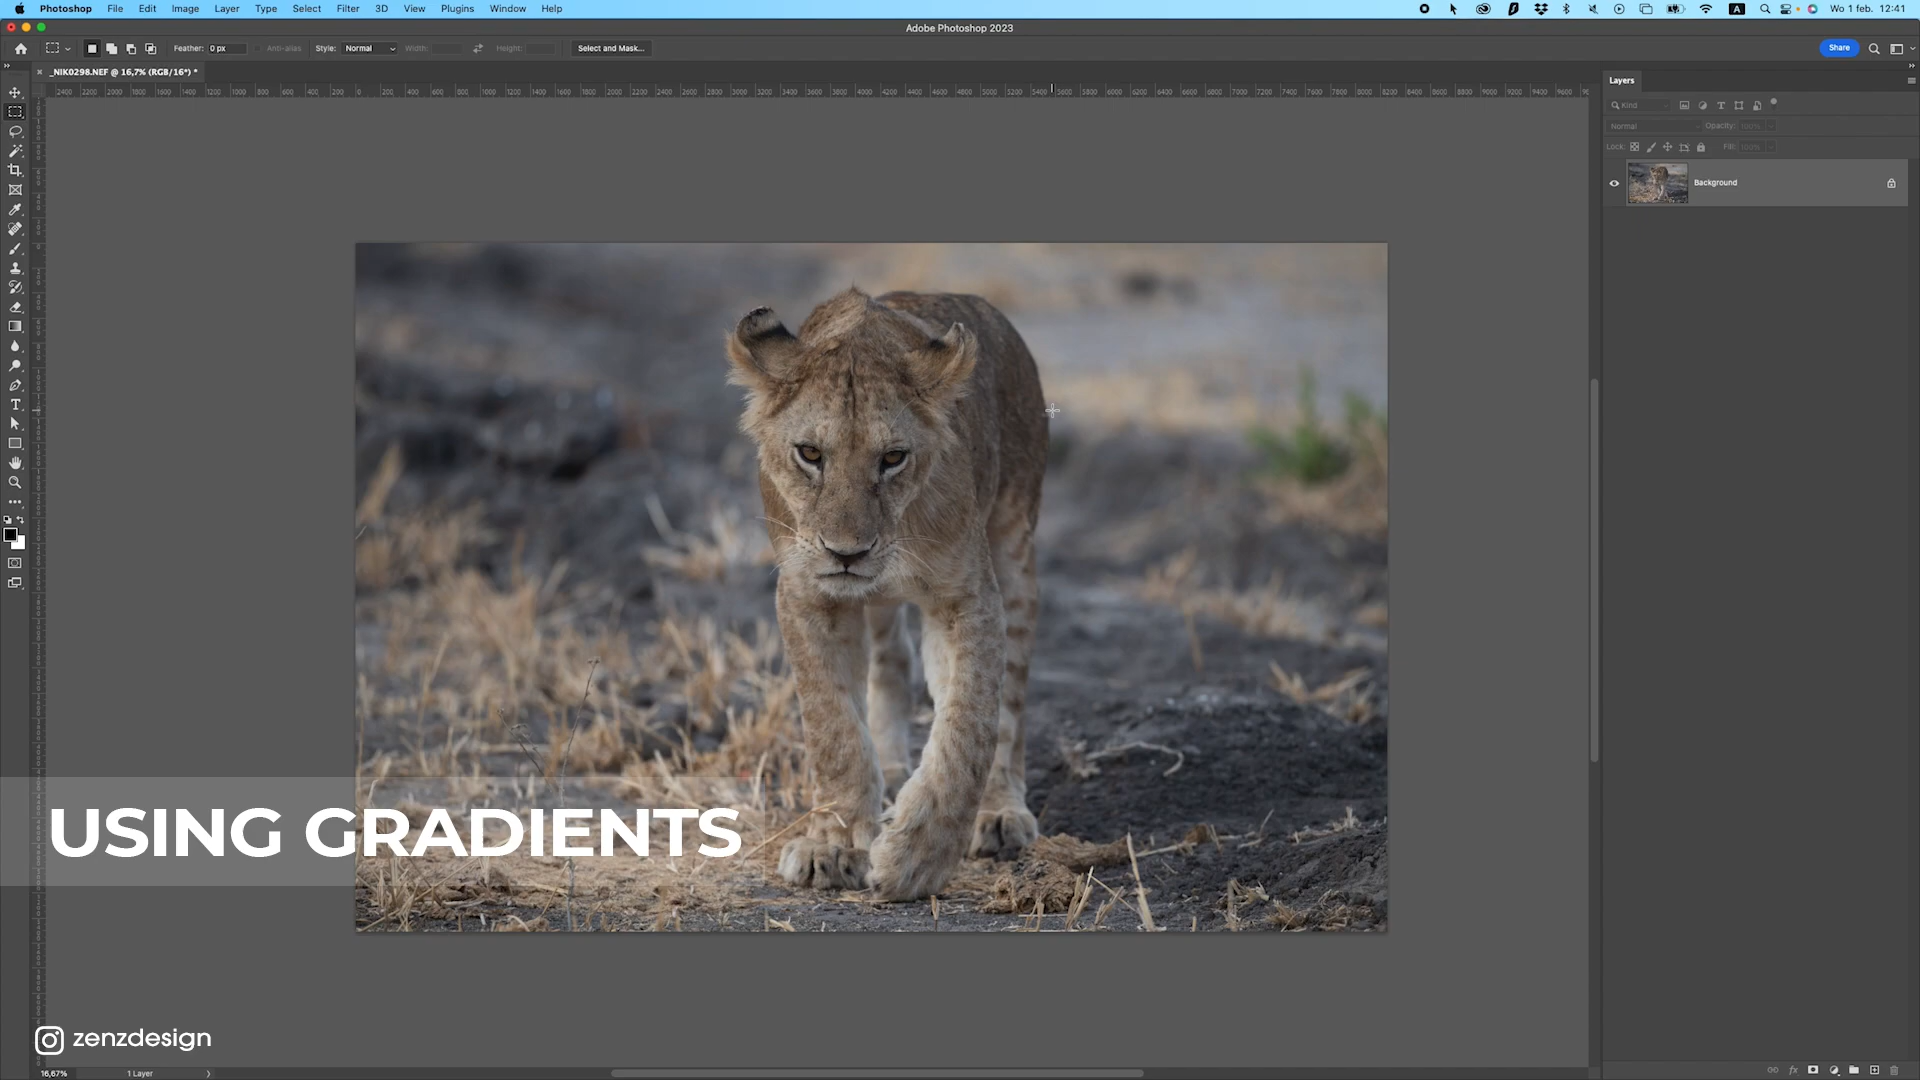 Photoshop File Edit Image Layer Type Select Filter 3D View Plugins Window Help A Wo 1 feb. 12:41
Adobe Photoshop 2023
Feather: 0 px Anti-alias Style: Normal Width: Height: Select and Mask... Share
_NIK0298.NEF @ 16,7% (RGB/16*) *
Layers
Kind
Normal Opacity: 100%
Lock: Fill: 100%
Background
USING GRADIENTS
zenzdesign
16,67% 1 Layer